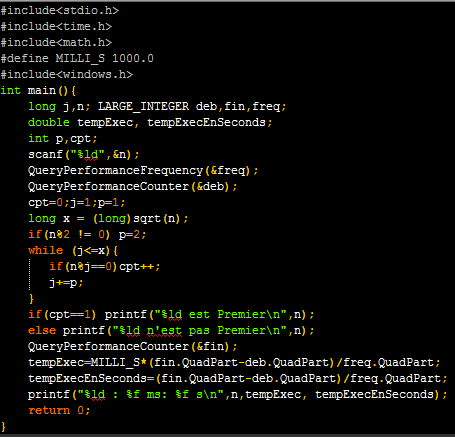 #include<stdio.h>
#include<time.h>
#include<math.h>
#define MILLI_S 1000.0
#include<windows.h>
int main(){
long j,n; LARGE_INTEGER deb,fin,freq;
double tempExec, tempExecEnSeconds;
int p,cpt;
scanf("%ld",&n);
QueryPerformanceFrequency(&freq);
QueryPerformanceCounter(&deb);
cpt=0;j=1;p=1;
long x = (long)sqrt(n);
if(n%2 != 0) p=2;
while (j<=x){
if(n%j==0)cpt++;
j+=p;
}
if(cpt==1) printf("%ld est Premier\n",n);
else printf("%ld n'est pas Premier\n",n);
QueryPerformanceCounter(&fin);
tempExec=MILLI_S*(fin.QuadPart-deb.QuadPart)/freq.QuadPart;
tempExecEnSeconds=(fin.QuadPart-deb.QuadPart)/freq.QuadPart;
printf("%ld : %f ms: %f s\n",n,tempExec, tempExecEnSeconds);
return 0;
}